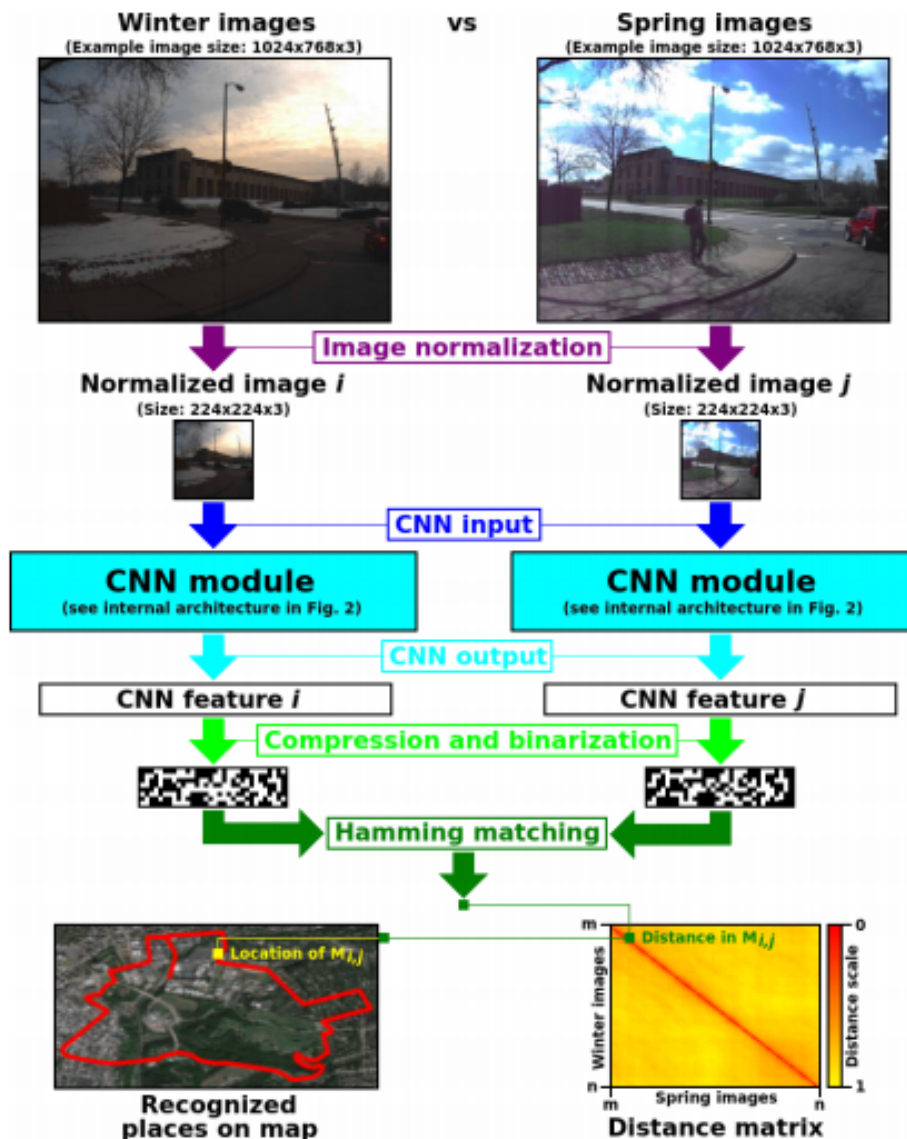 Winter images vs Spring images
(Example image size: 1024x768x3) (Example image size: 1024x768x3)
Image normalization
Normalized image i Normalized image j
(Size: 224x224x3) (Size: 224x224x3)
CNN input
CNN module CNN module
(see internal architecture in Fig. 2) (see internal architecture in Fig. 2)
CNN output
CNN feature i CNN feature j
Compression and binarization
Hamming matching
Location of Mi,j
m Distance in Mi,j 0
Winter images
Distance scale
n Spring images 1
m n
Recognized
places on map
Distance matrix